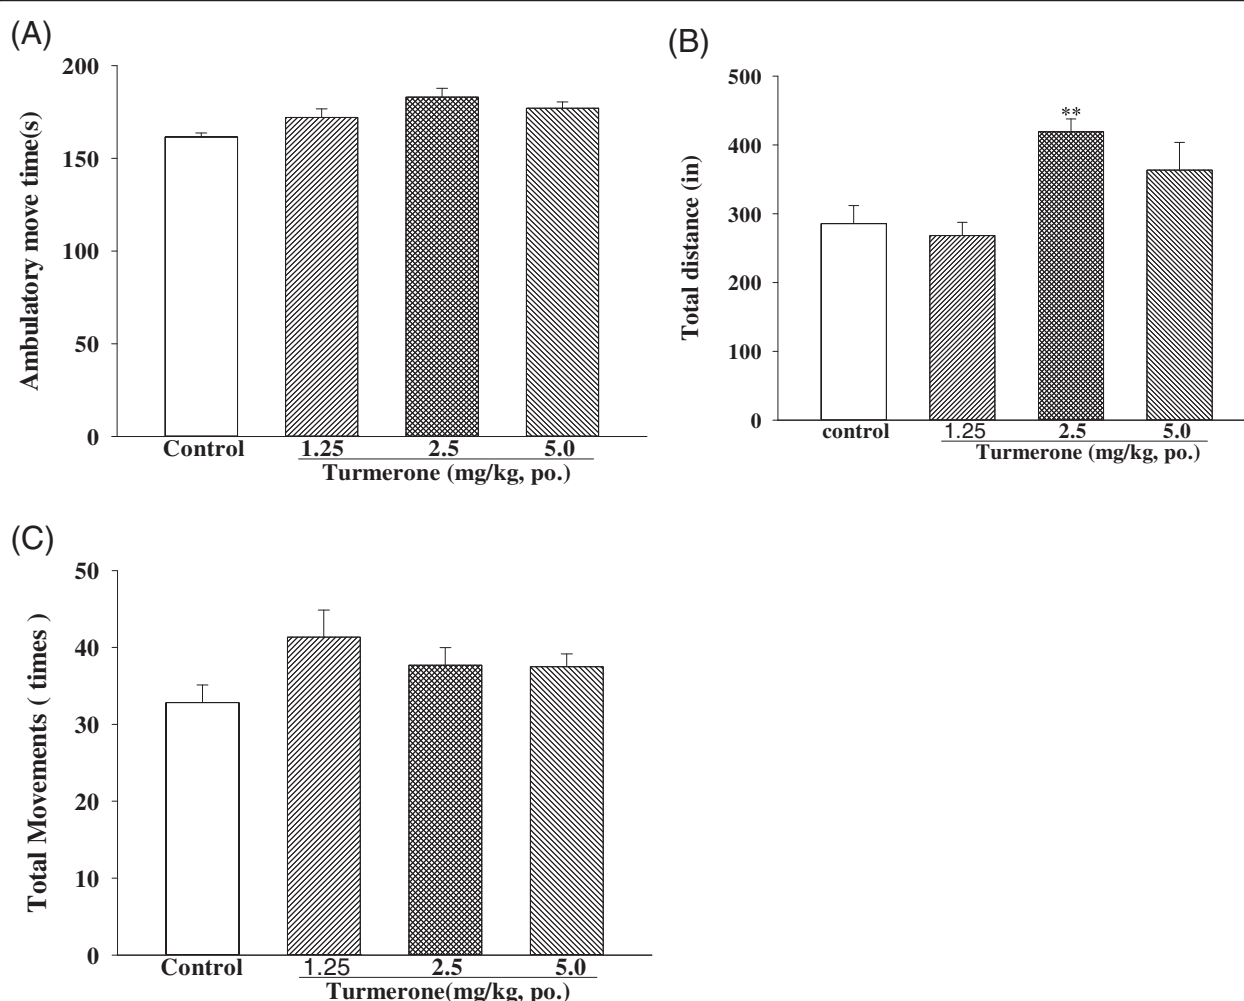 (A)
200
150
100
50
0
Ambulatory move time(s)
Control 1.25 2.5 5.0
Turmerone (mg/kg, po.)
(B)
500
400
300
200
100
0
Total distance (in)
**
control 1.25 2.5 5.0
Turmerone (mg/kg, po.)
(C)
50
40
30
20
10
0
Total Movements ( times )
Control 1.25 2.5 5.0
Turmerone(mg/kg, po.)